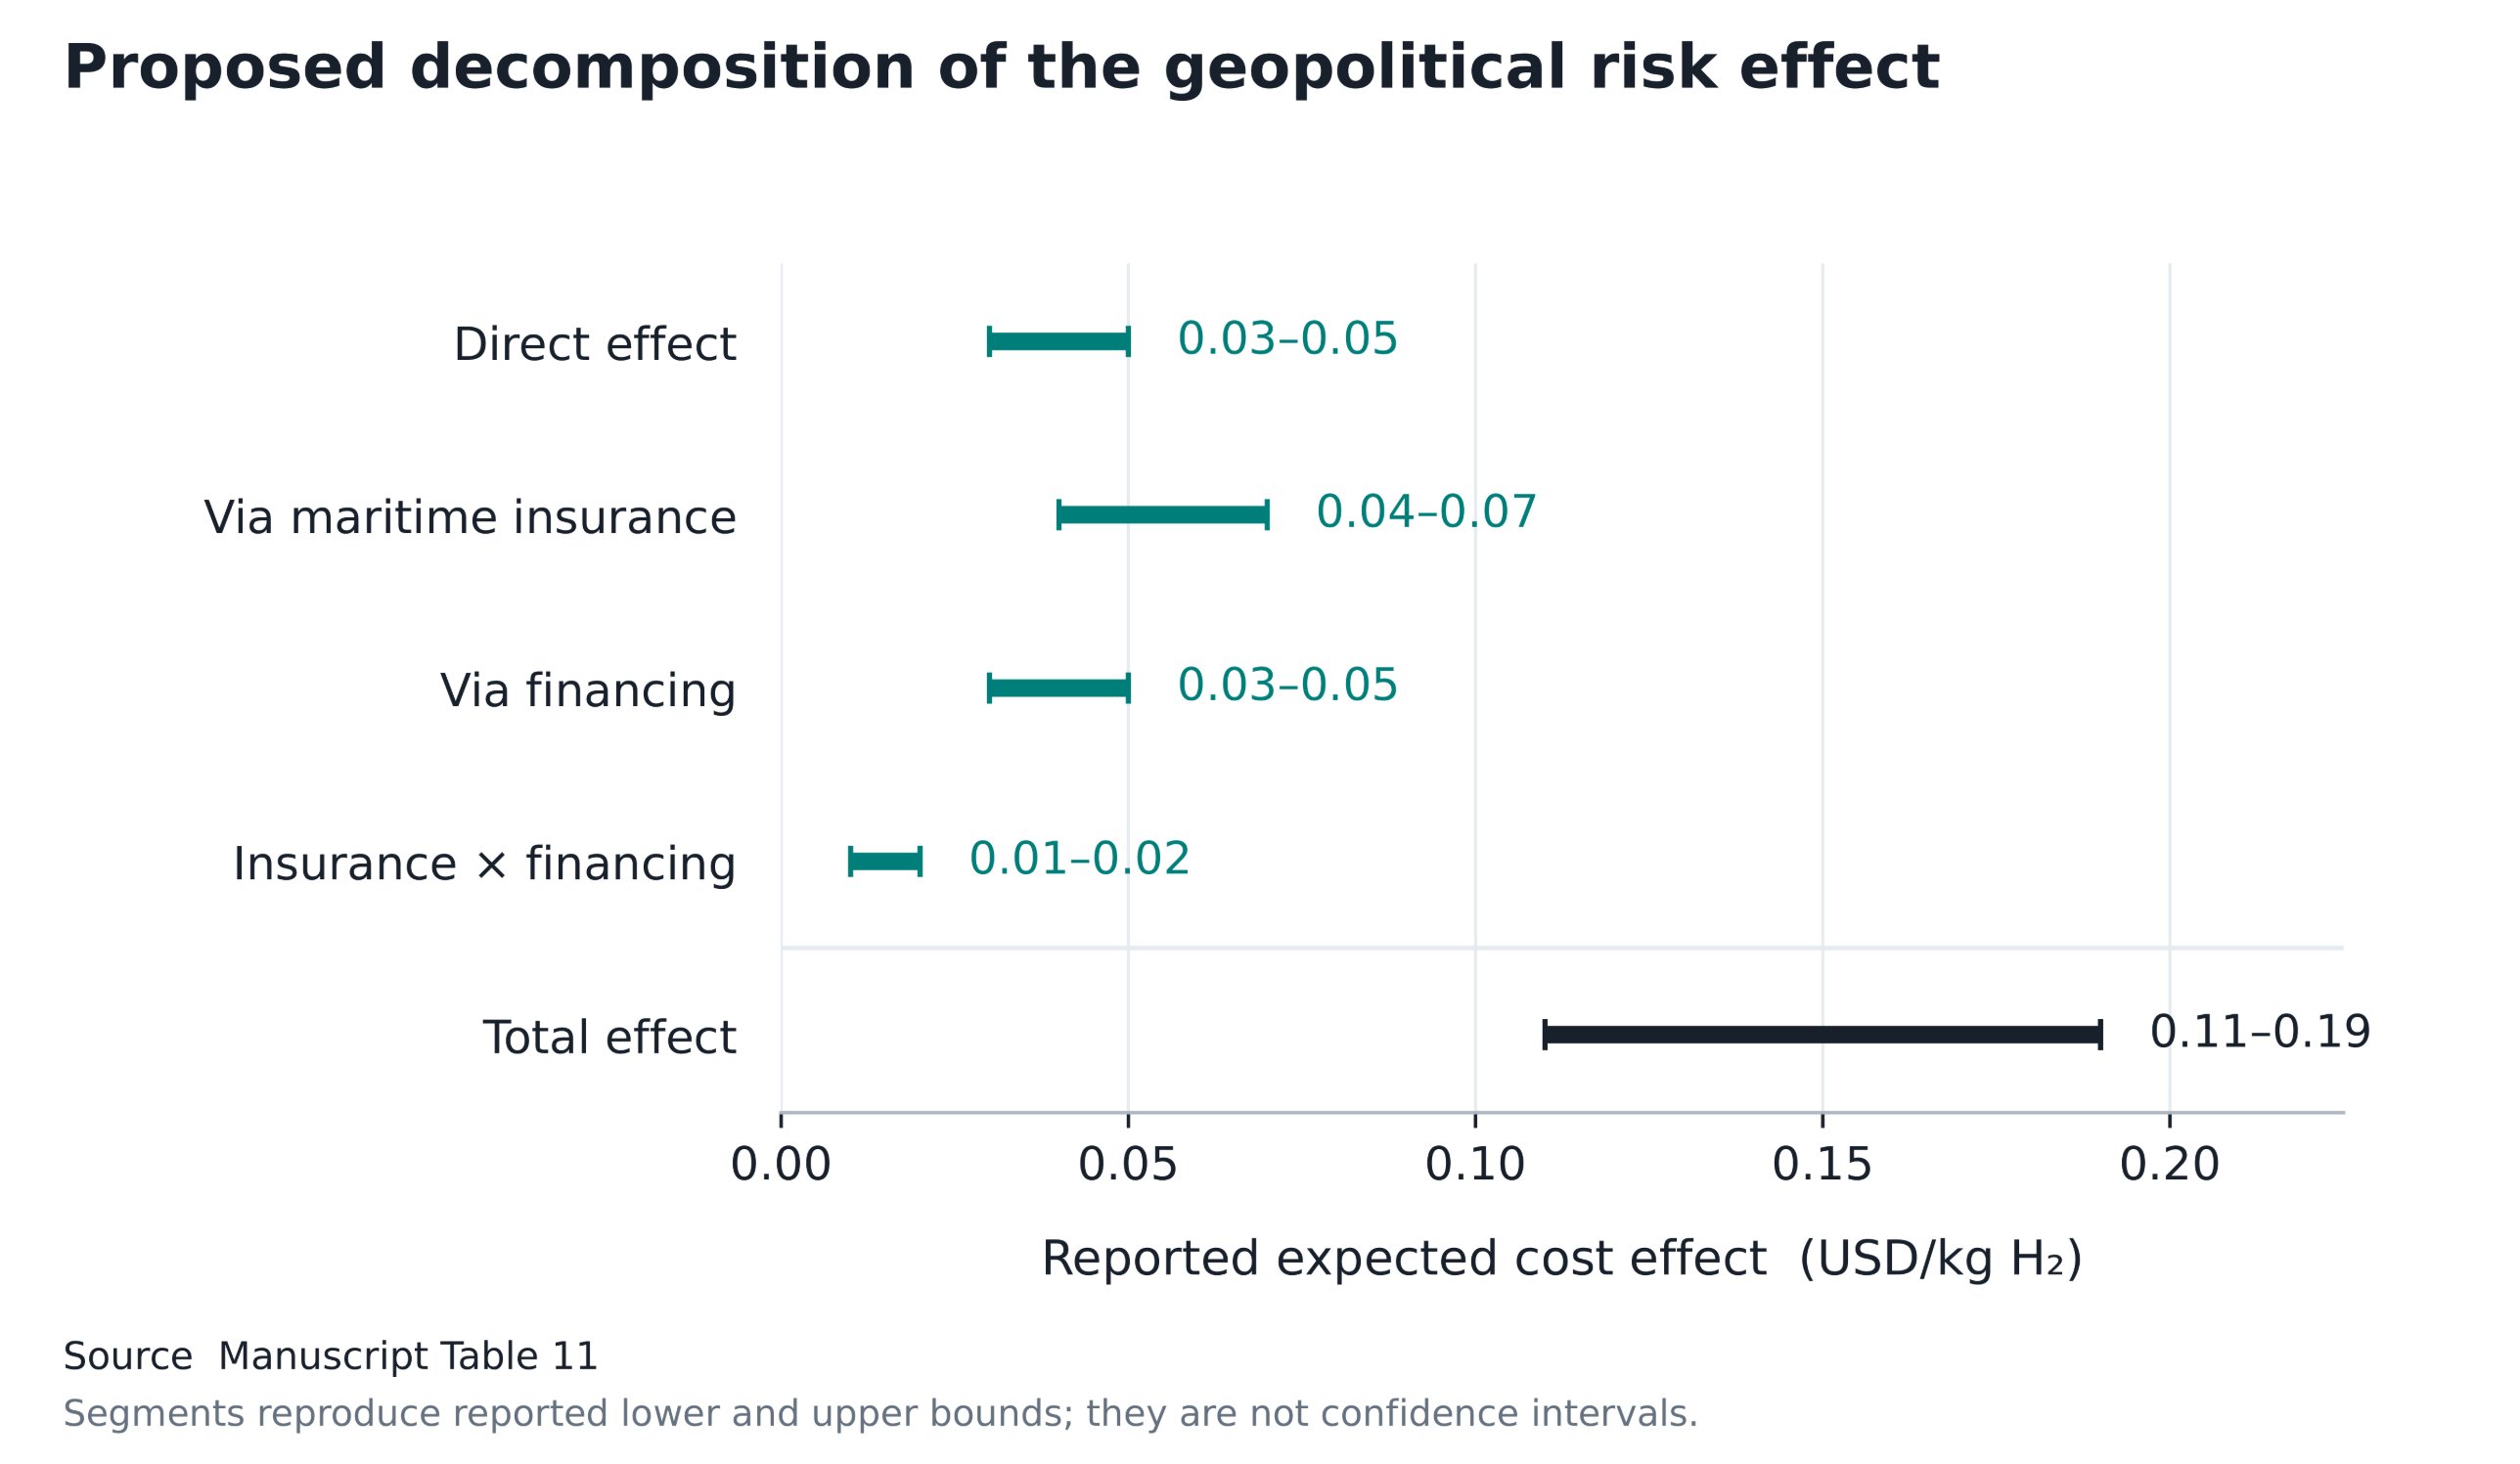 Proposed decomposition of the geopolitical risk effect
Direct effect
0.03–0.05
Via maritime insurance
0.04–0.07
Via financing
0.03–0.05
Insurance × financing
0.01–0.02
Total effect
0.11–0.19
0.00 0.05 0.10 0.15 0.20
Reported expected cost effect (USD/kg H₂)
Source Manuscript Table 11
Segments reproduce reported lower and upper bounds; they are not confidence intervals.